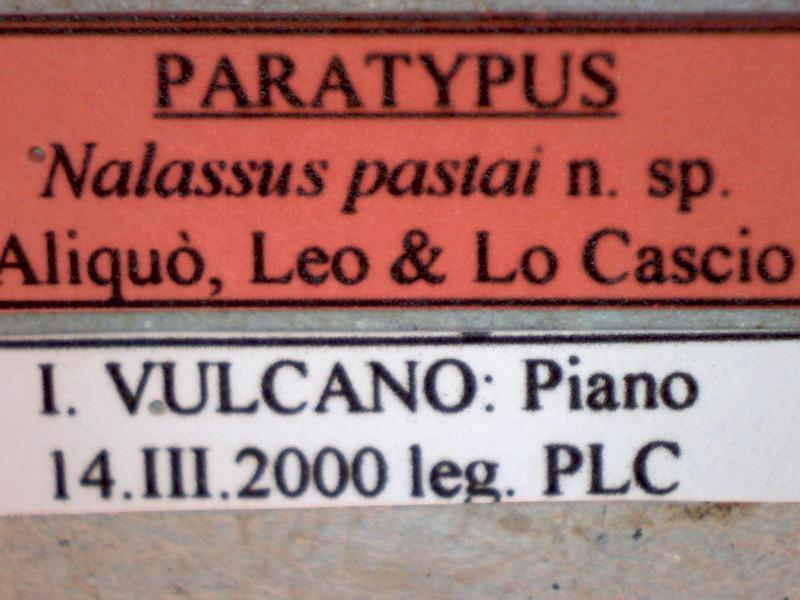 PARATYPUS
Nalassus pastai n. sp.
Aliquò, Leo & Lo Cascio
I. VULCANO: Piano
14.III.2000 leg. PLC